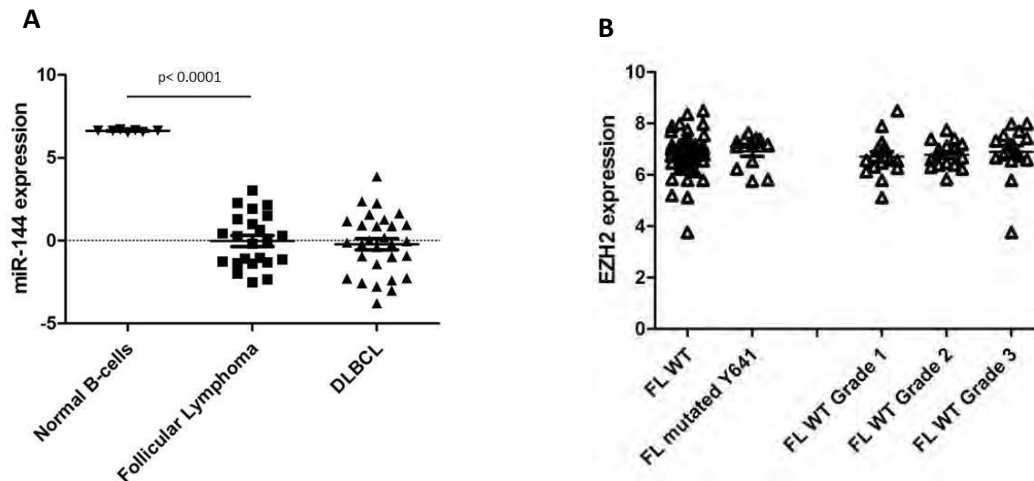 A
p< 0.0001
miR-144 expression
10
5
0
-5
Normal B-cells
Follicular Lymphoma
DLBCL
B
EZH2 expression
10
8
6
4
2
0
FL WT
FL mutated Y641
FL WT Grade 1
FL WT Grade 2
FL WT Grade 3